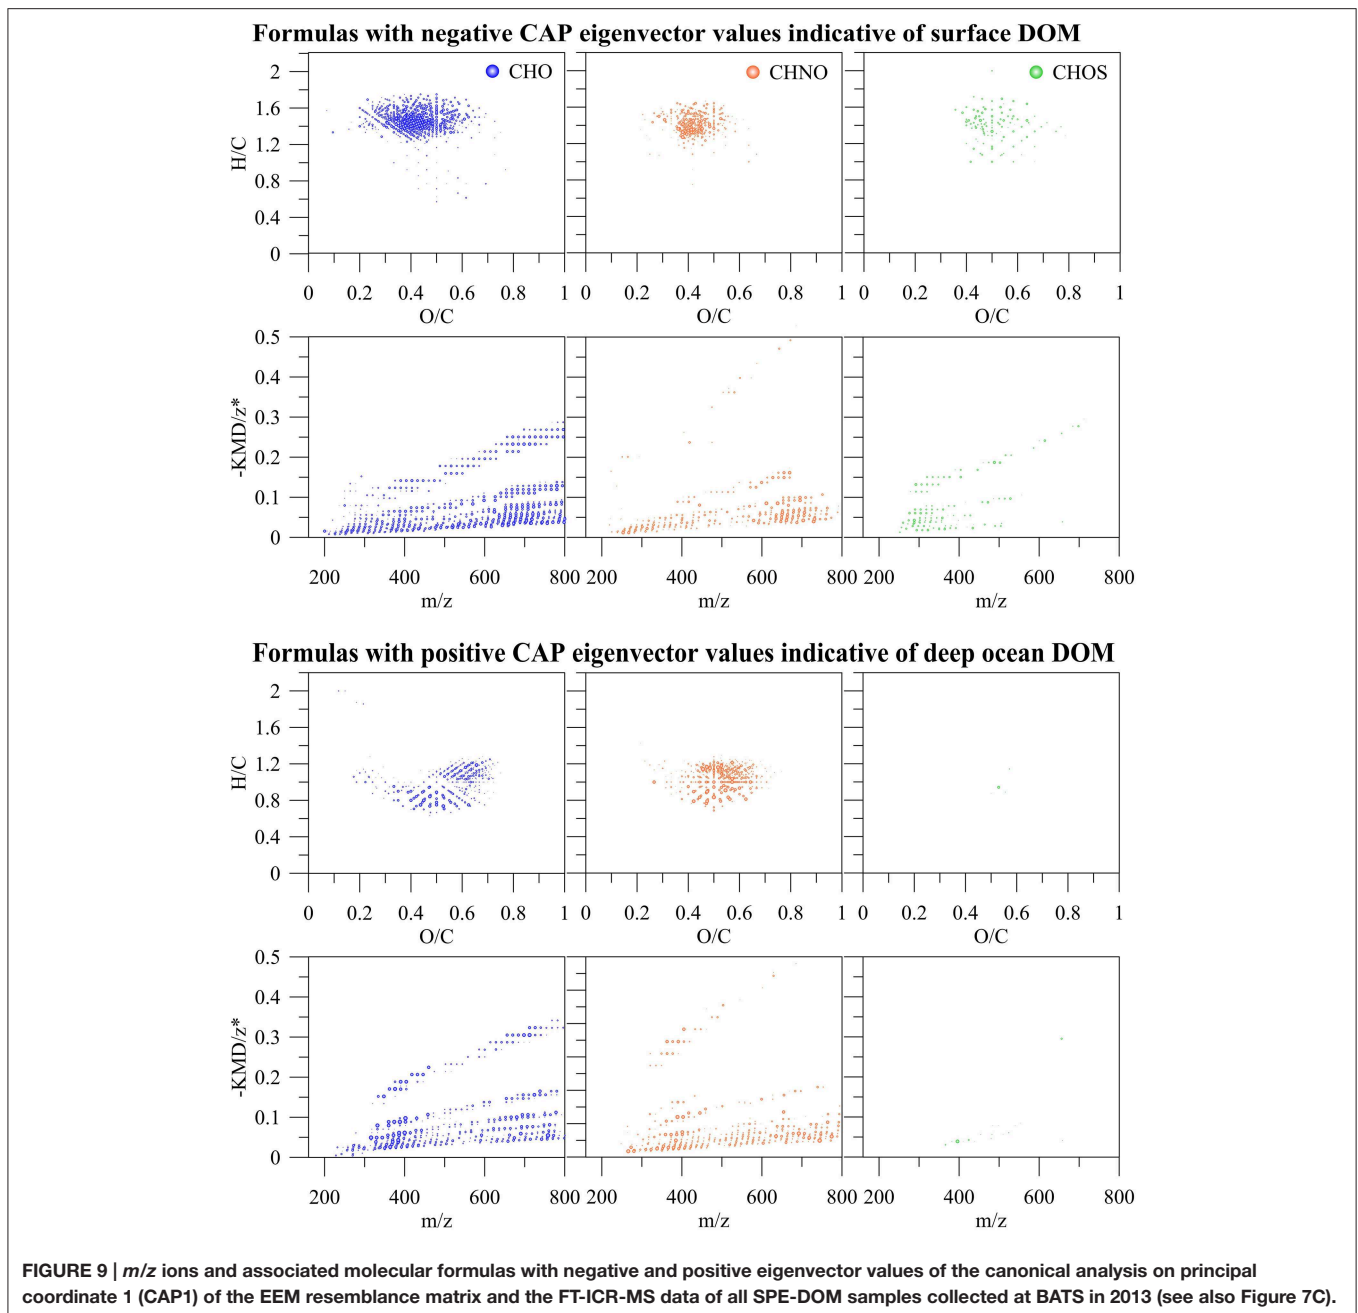 Formulas with negative CAP eigenvector values indicative of surface DOM
CHO
CHNO
CHOS
H/C
2
1.6
1.2
0.8
0.4
0
0 0.2 0.4 0.6 0.8 1 0 0.2 0.4 0.6 0.8 1 0 0.2 0.4 0.6 0.8 1
O/C O/C O/C
-KMD/z*
0.5
0.4
0.3
0.2
0.1
0
200 400 600 800 200 400 600 800 200 400 600 800
m/z m/z m/z
Formulas with positive CAP eigenvector values indicative of deep ocean DOM
H/C
2
1.6
1.2
0.8
0.4
0
0 0.2 0.4 0.6 0.8 1 0 0.2 0.4 0.6 0.8 1 0 0.2 0.4 0.6 0.8 1
O/C O/C O/C
-KMD/z*
0.5
0.4
0.3
0.2
0.1
0
200 400 600 800 200 400 600 800 200 400 600 800
m/z m/z m/z
FIGURE 9 | m/z ions and associated molecular formulas with negative and positive eigenvector values of the canonical analysis on principal
coordinate 1 (CAP1) of the EEM resemblance matrix and the FT-ICR-MS data of all SPE-DOM samples collected at BATS in 2013 (see also Figure 7C).